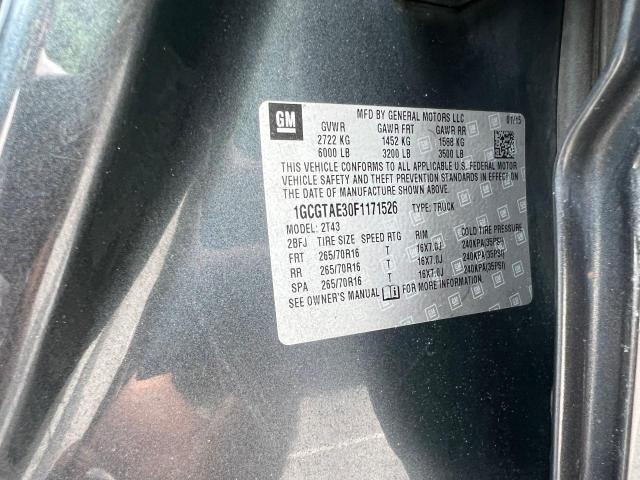 GM
MFD BY GENERAL MOTORS LLC 01/15
GVWR GAWR FRT GAWR RR
2722 KG 1452 KG 1588 KG
6000 LB 3200 LB 3500 LB
THIS VEHICLE CONFORMS TO ALL APPLICABLE U.S. FEDERAL MOTOR
VEHICLE SAFETY AND THEFT PREVENTION STANDARDS IN EFFECT ON
THE DATE OF MANUFACTURE SHOWN ABOVE.
1GCGTAE30F1171526 TYPE: TRUCK
MODEL: 2T43
2BFJ TIRE SIZE SPEED RTG RIM COLD TIRE PRESSURE
FRT 265/70R16 T 16X7.0J 240KPA(35PSI)
RR 265/70R16 T 16X7.0J 240KPA(35PSI)
SPA 265/70R16 T 16X7.0J 240KPA(35PSI)
SEE OWNER'S MANUAL FOR MORE INFORMATION.